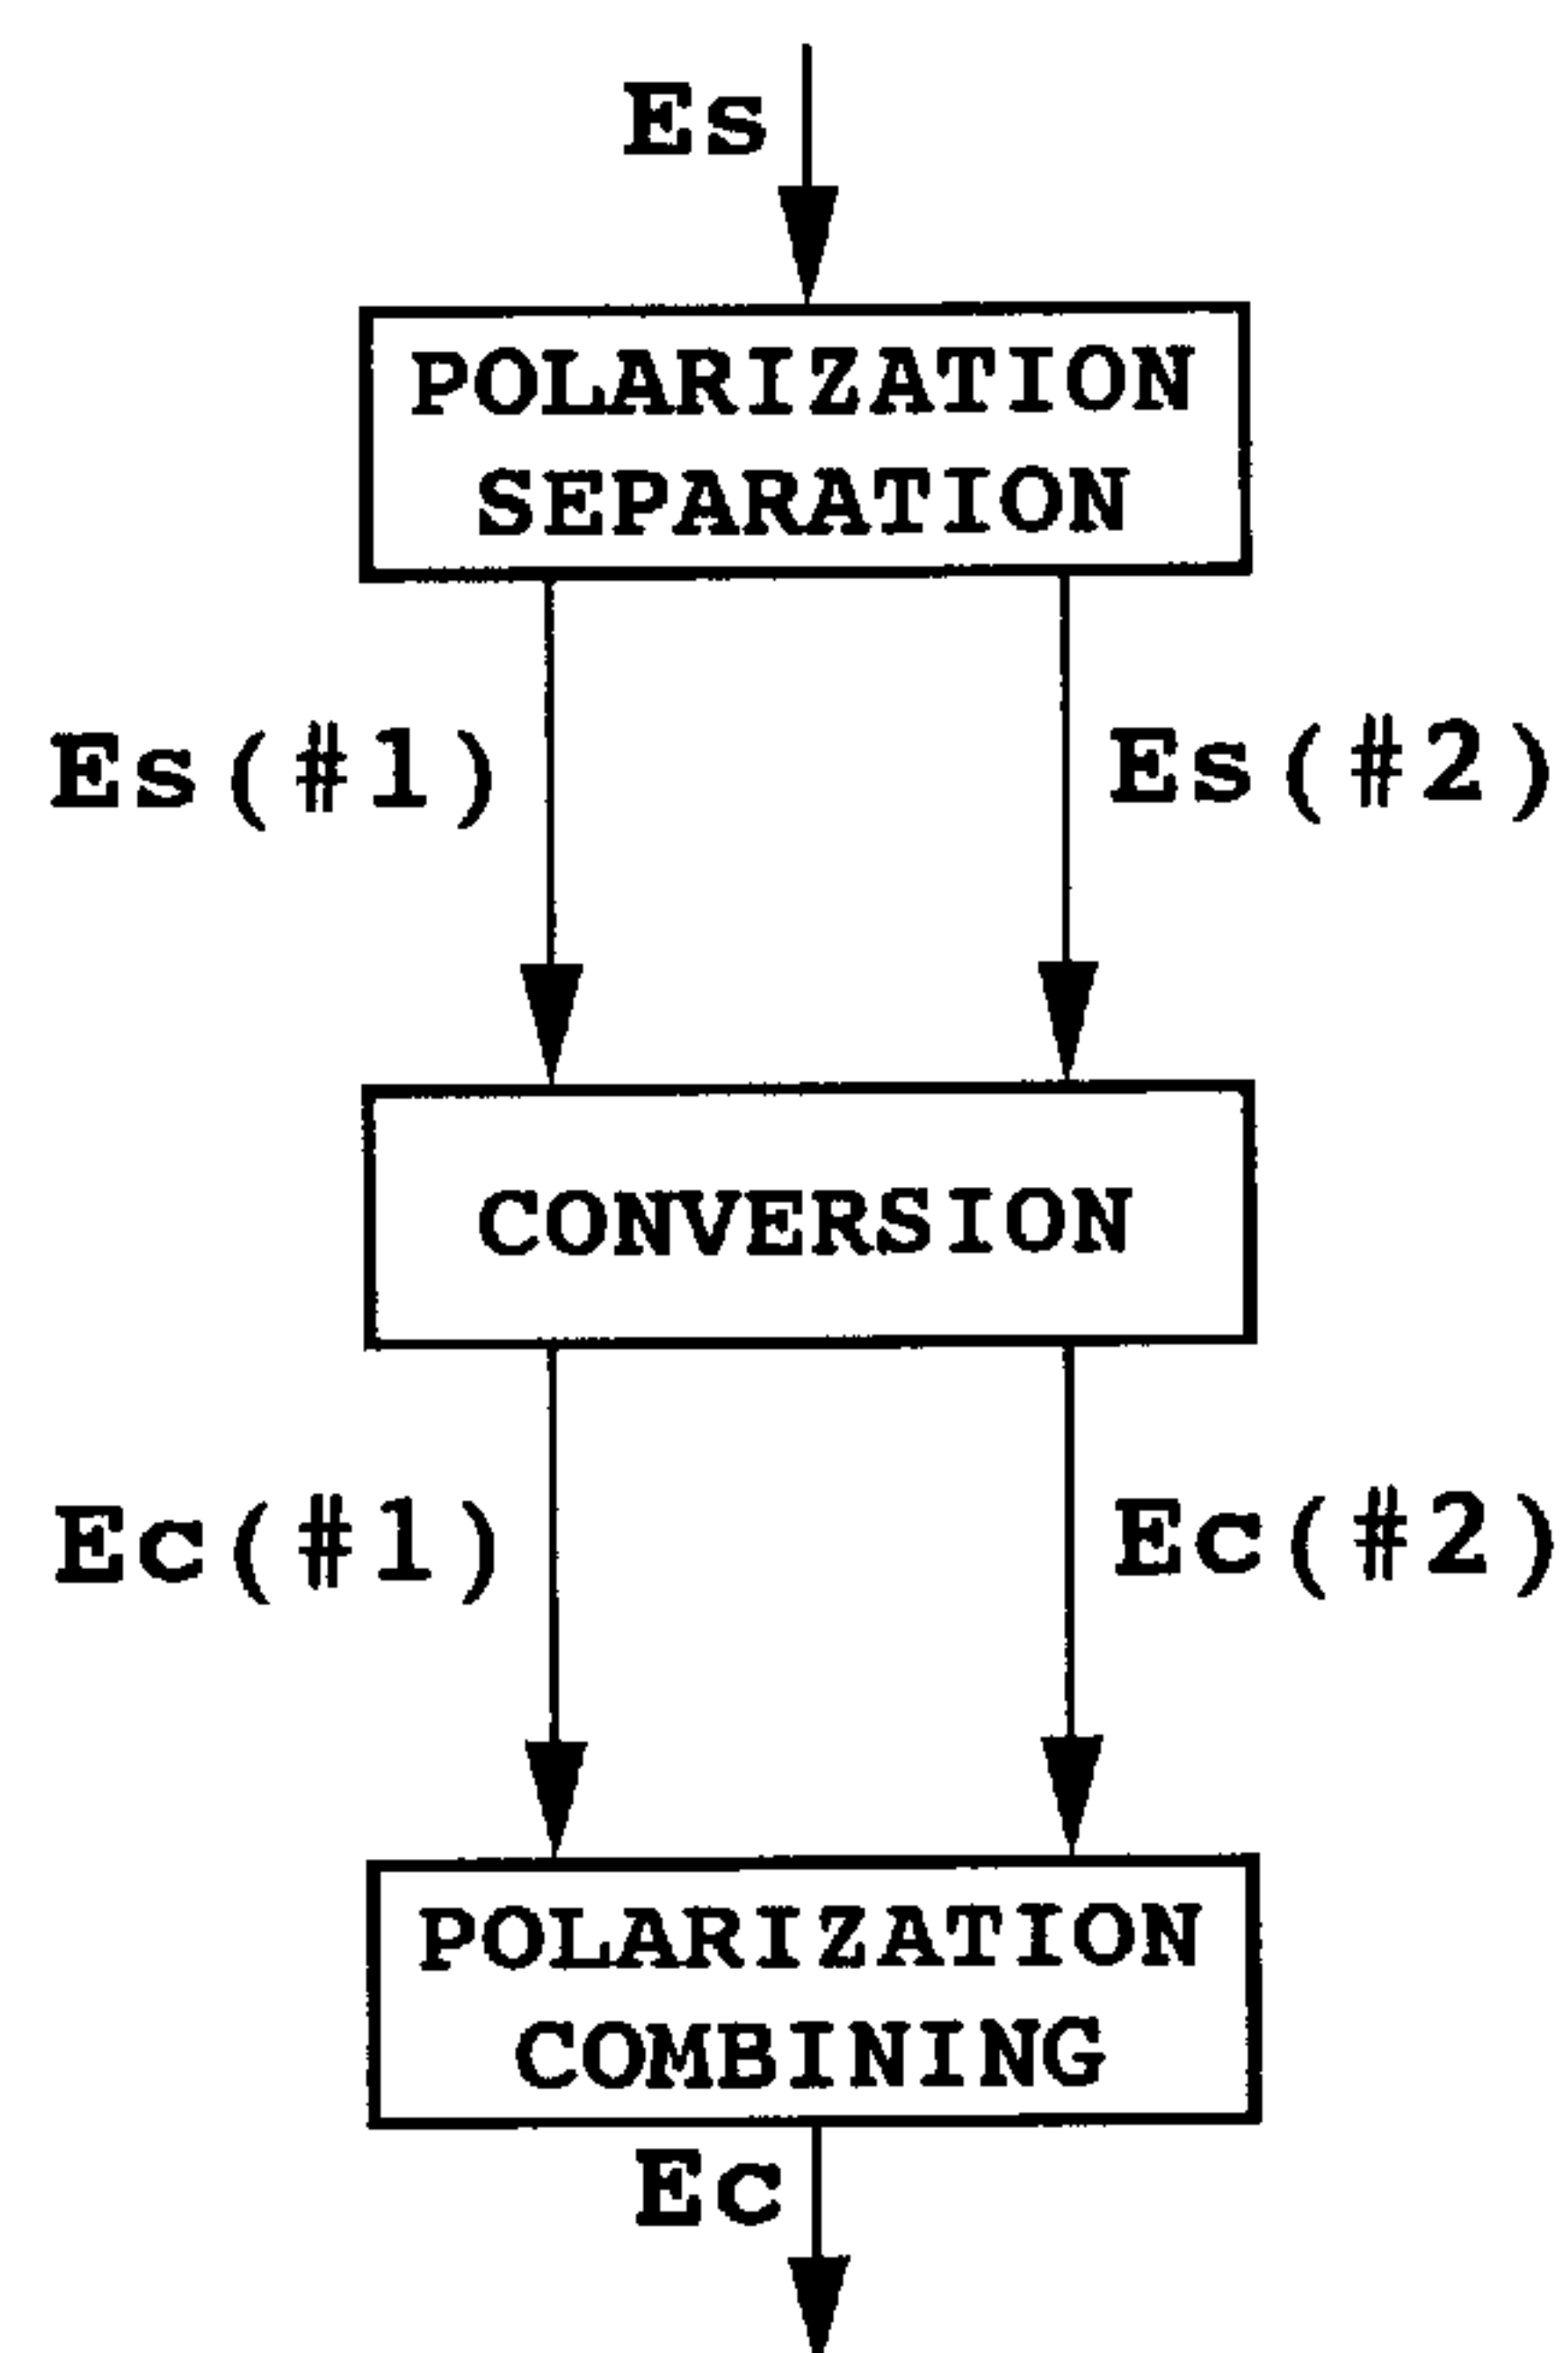 Es
POLARIZATION
SEPARATION
Es(#1)
Es(#2)
CONVERSION
Ec(#1)
Ec(#2)
POLARIZATION
COMBINING
Ec